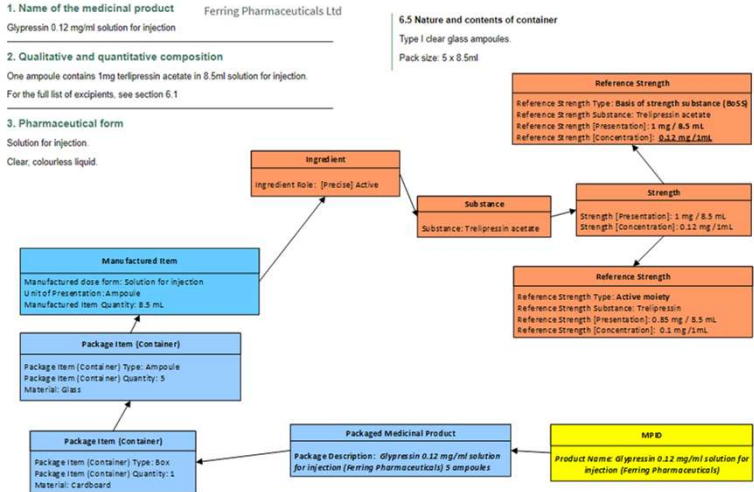 1. Name of the medicinal product
Ferring Pharmaceuticals Ltd
Glypressin 0.12 mg/ml solution for injection
2. Qualitative and quantitative composition
One ampoule contains 1mg terlipressin acetate in 8.5ml solution for injection.
For the full list of excipients, see section 6.1
3. Pharmaceutical form
Solution for injection.
Clear, colourless liquid.
6.5 Nature and contents of container
Type I clear glass ampoules.
Pack size: 5 x 8.5ml
Reference Strength
Reference Strength Type: Basis of strength substance (BoSS)
Reference Strength Substance: Trelipressin acetate
Reference Strength [Presentation]: 1 mg / 8.5 mL
Reference Strength [Concentration]: 0.12 mg /1mL
Ingredient
Ingredient Role: [Precise] Active
Substance
Substance: Trelipressin acetate
Strength
Strength [Presentation]: 1 mg / 8.5 mL
Strength [Concentration]: 0.12 mg /1mL
Reference Strength
Reference Strength Type: Active moiety
Reference Strength Substance: Trelipressin
Reference Strength [Presentation]: 0.85 mg / 8.5 mL
Reference Strength [Concentration]: 0.1 mg /1mL
Manufactured Item
Manufactured dose form: Solution for injection
Unit of Presentation: Ampoule
Manufactured Item Quantity: 8.5 mL
Package Item (Container)
Package Item (Container) Type: Ampoule
Package Item (Container) Quantity: 5
Material: Glass
Package Item (Container)
Package Item (Container) Type: Box
Package Item (Container) Quantity: 1
Material: Cardboard
Packaged Medicinal Product
Package Description: Glypressin 0.12 mg/ml solution
for injection (Ferring Pharmaceuticals) 5 ampoules
MPID
Product Name: Glypressin 0.12 mg/ml solution for
injection (Ferring Pharmaceuticals)